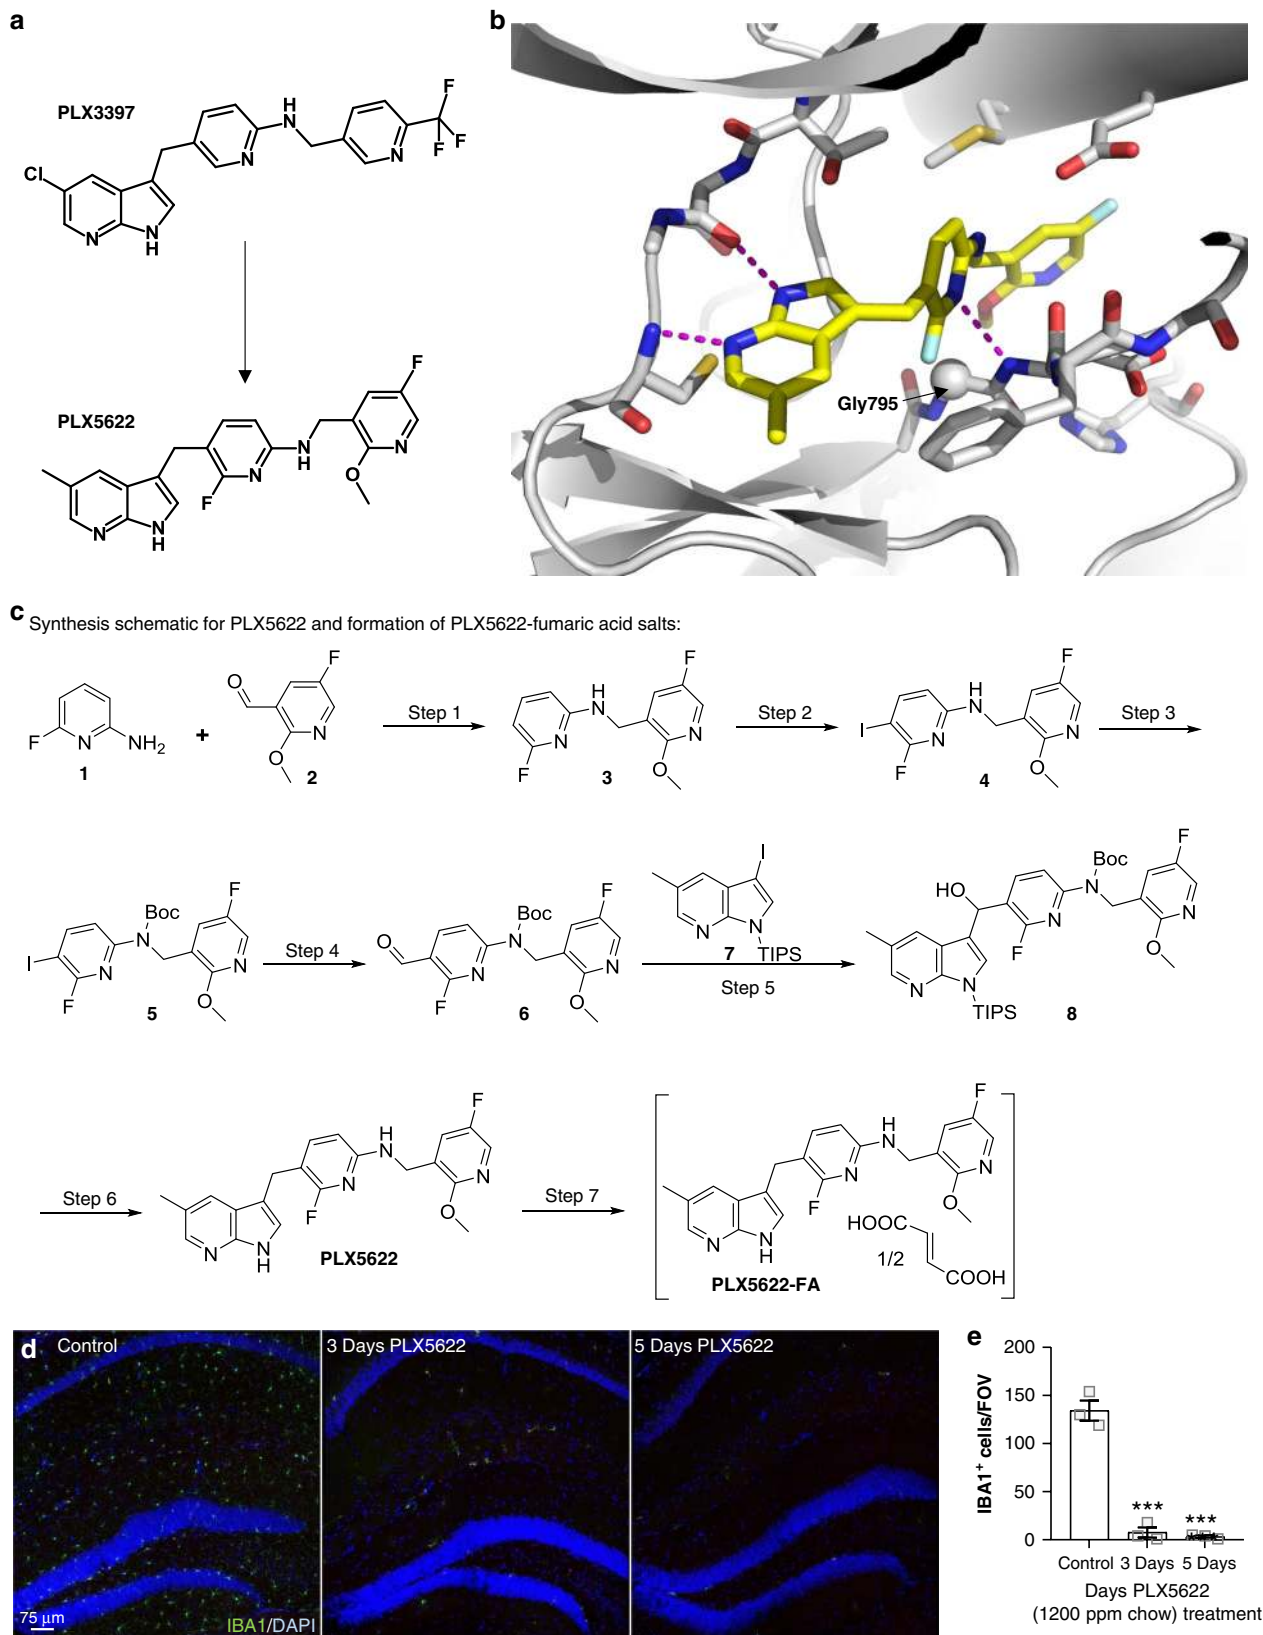 a
PLX3397
Cl
N
N
H
N
H
N
N
F
F
F
PLX5622
N
N
H
F
N
N
H
F
N
O
b
Gly795
c Synthesis schematic for PLX5622 and formation of PLX5622-fumaric acid salts:
F
N
NH2
1
+
O
F
N
O
2
Step 1
H
N
F
N
F
N
O
3
Step 2
I
F
N
H
N
F
N
O
4
Step 3
I
F
N
Boc
N
F
N
O
5
Step 4
O
F
N
Boc
N
F
N
O
6
I
N
N
7
TIPS
Step 5
HO
N
N
TIPS
F
N
Boc
N
F
N
O
8
Step 6
N
N
H
F
N
H
N
F
N
O
PLX5622
Step 7
N
N
H
F
N
H
N
F
N
O
HOOC
COOH
1/2
PLX5622-FA
d Control
3 Days PLX5622
5 Days PLX5622
75 μm
IBA1/DAPI
e
IBA1+ cells/FOV
200
150
100
50
0
***
***
Control 3 Days 5 Days
Days PLX5622
(1200 ppm chow) treatment